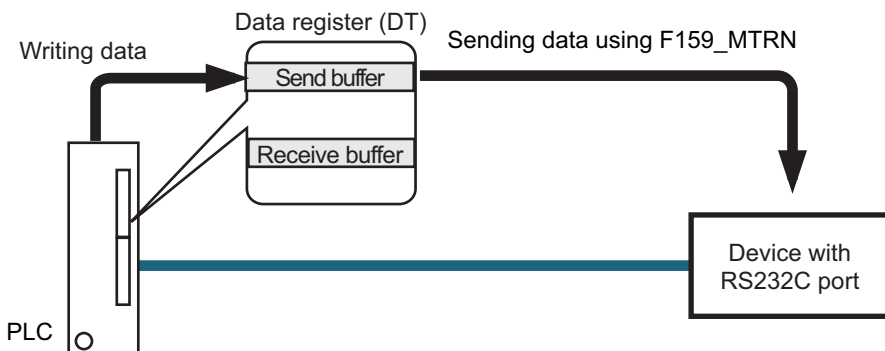 Data register (DT)
Writing data
Sending data using F159_MTRN
Send buffer
Receive buffer
Device with
RS232C port
PLC